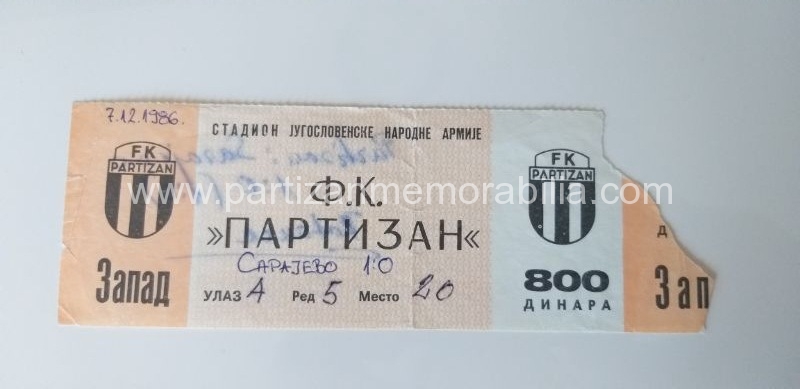 7.12.1986.
СТАДИОН ЈУГОСЛОВЕНСКЕ НАРОДНЕ АРМИЈЕ
FK
PARTIZAN
Ф.К.
»ПАРТИЗАН«
САРАЈЕВО 1:0
Запад
УЛАЗ 4 Ред 5 Место 20
FK
PARTIZAN
800
ДИНАРА
Д
Зап
www.partizanmemorabilia.com